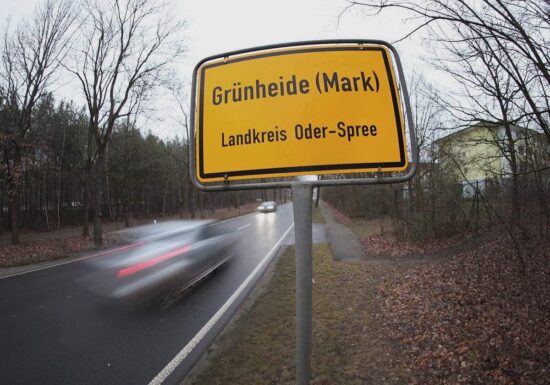 Grünheide (Mark)
Landkreis Oder-Spree